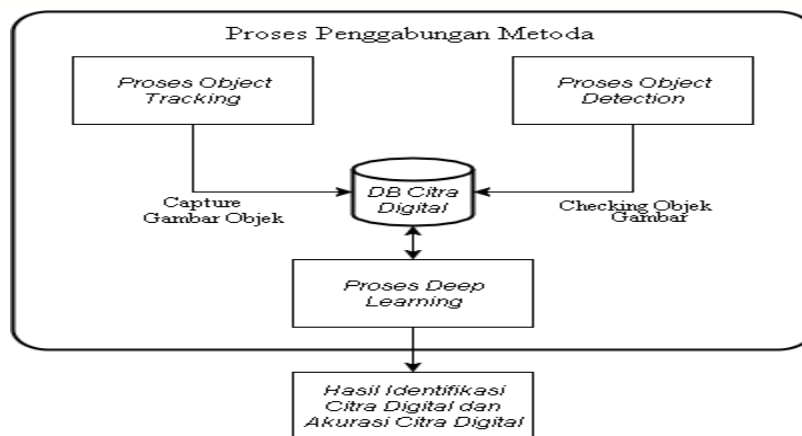 Proses Penggabungan Metoda
Proses Object
Tracking
Proses Object
Detection
DB Citra
Digital
Capture
Gambar Objek
Checking Objek
Gambar
Proses Deep
Learning
Hasil Identifikasi
Citra Digital dan
Akurasi Citra Digital